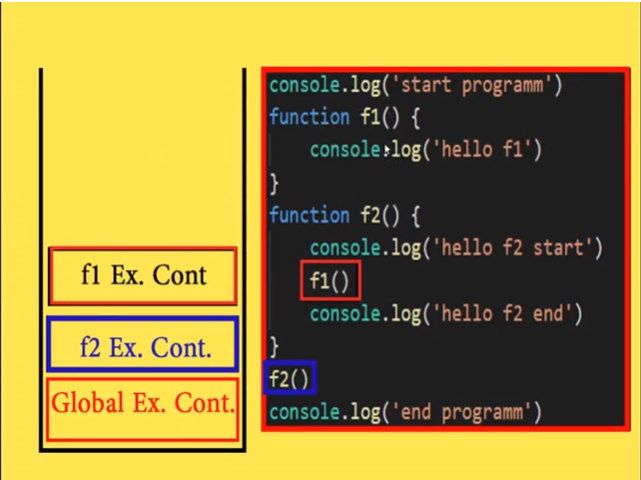 f1 Ex. Cont
f2 Ex. Cont.
Global Ex. Cont.
console.log('start programm')
function f1() {
    console.log('hello f1')
}
function f2() {
    console.log('hello f2 start')
    f1()
    console.log('hello f2 end')
}
f2()
console.log('end programm')